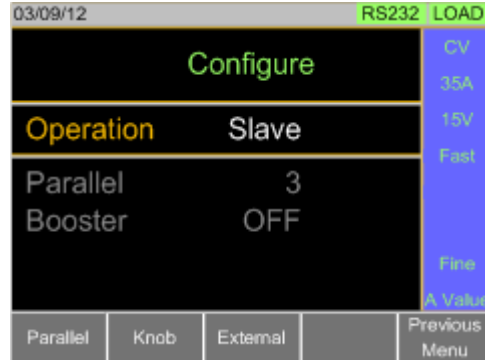 03/09/12 RS232 LOAD
Configure
CV
35A
Operation Slave
15V
Fast
Parallel 3
Booster OFF
Fine
A Value
Parallel Knob External Previous
Menu